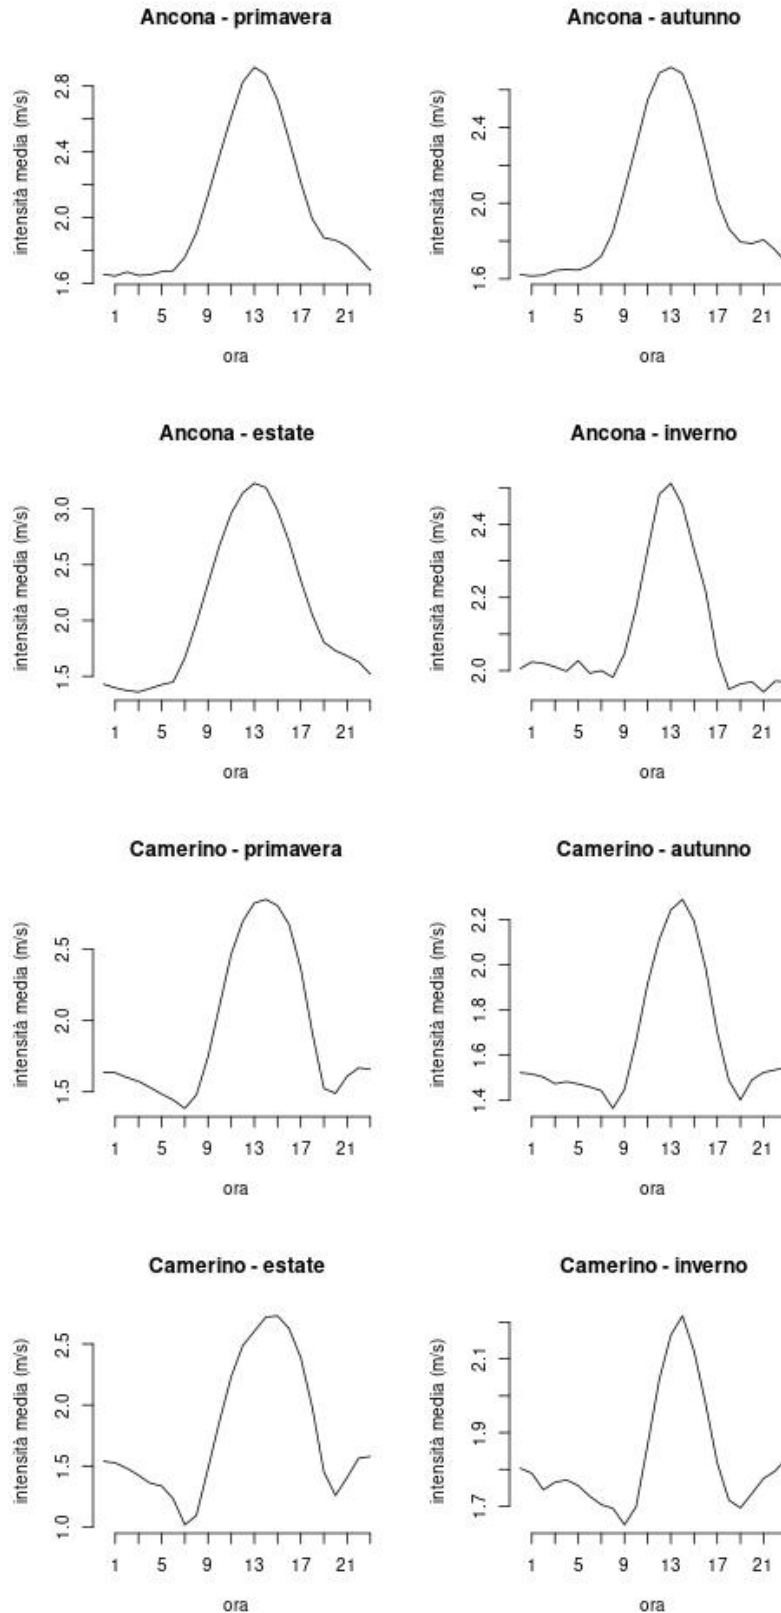 Ancona - primavera
intensità media (m/s)
1.6 2.0 2.4 2.8
1 5 9 13 17 21
ora
Ancona - autunno
intensità media (m/s)
1.6 2.0 2.4
1 5 9 13 17 21
ora
Ancona - estate
intensità media (m/s)
1.5 2.0 2.5 3.0
1 5 9 13 17 21
ora
Ancona - inverno
intensità media (m/s)
2.0 2.2 2.4
1 5 9 13 17 21
ora
Camerino - primavera
intensità media (m/s)
1.5 2.0 2.5
1 5 9 13 17 21
ora
Camerino - autunno
intensità media (m/s)
1.4 1.6 1.8 2.0 2.2
1 5 9 13 17 21
ora
Camerino - estate
intensità media (m/s)
1.0 1.5 2.0 2.5
1 5 9 13 17 21
ora
Camerino - inverno
intensità media (m/s)
1.7 1.9 2.1
1 5 9 13 17 21
ora